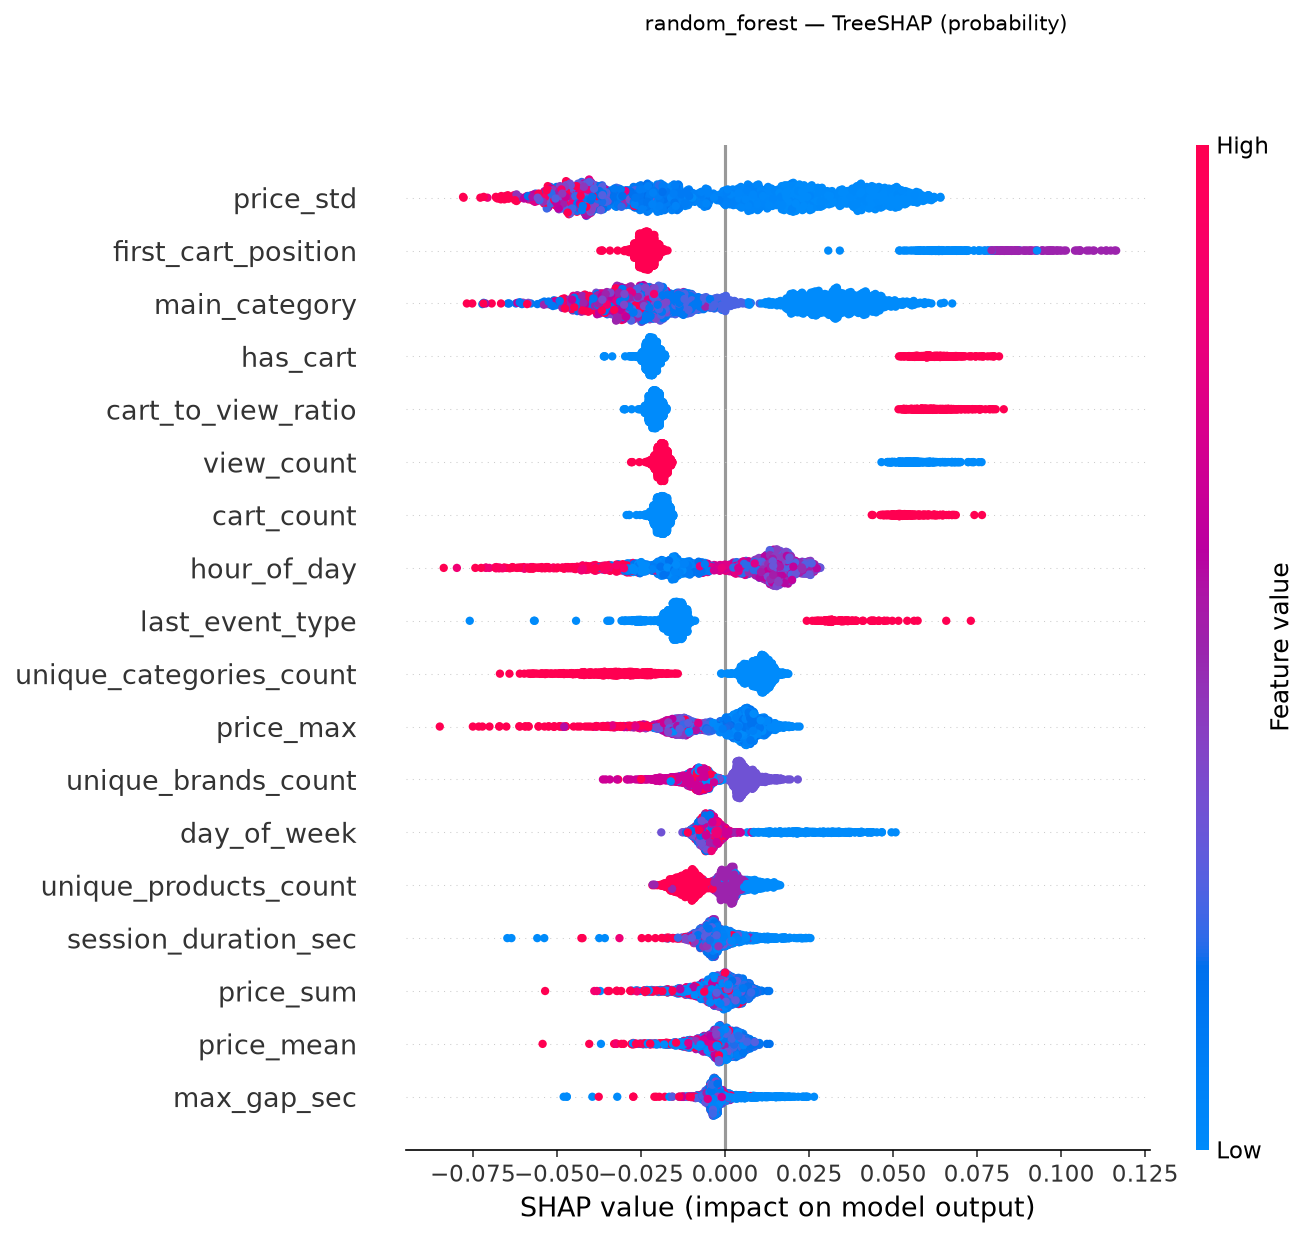 random_forest — TreeSHAP (probability)
High
price_std
first_cart_position
main_category
has_cart
cart_to_view_ratio
view_count
cart_count
hour_of_day
last_event_type
unique_categories_count
price_max
unique_brands_count
day_of_week
unique_products_count
session_duration_sec
price_sum
price_mean
max_gap_sec
Feature value
Low
−0.075 −0.050 −0.025 0.000 0.025 0.050 0.075 0.100 0.125
SHAP value (impact on model output)